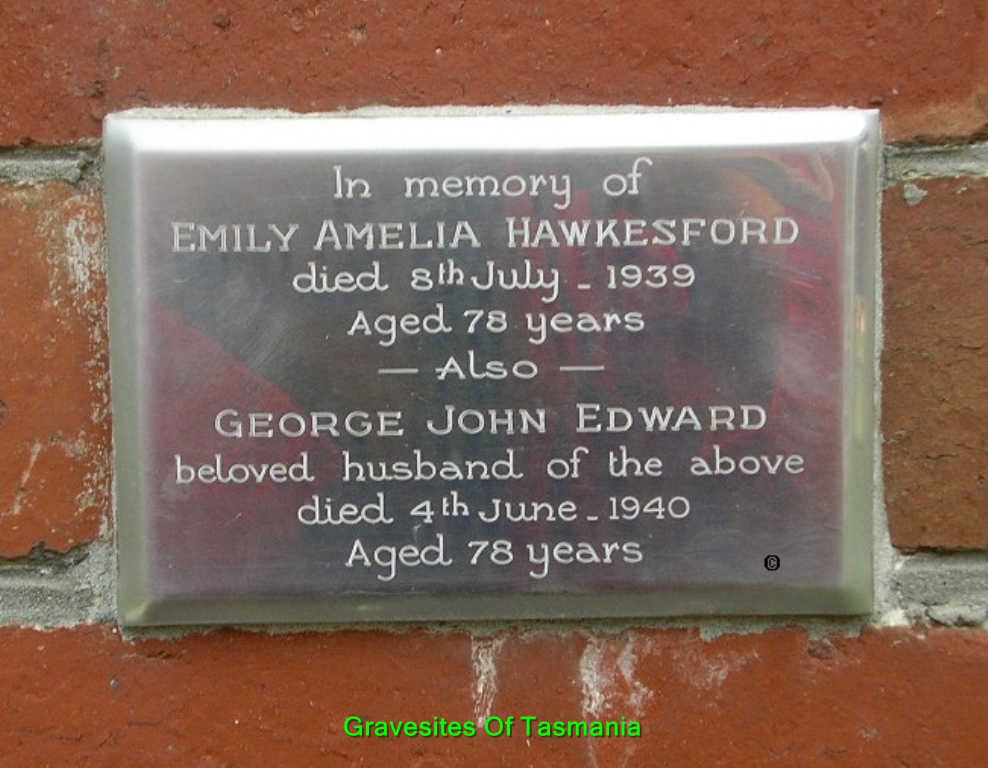 In memory of
EMILY AMELIA HAWKESFORD
died 8th July - 1939
Aged 78 years
— Also —
GEORGE JOHN EDWARD
beloved husband of the above
died 4th June - 1940
Aged 78 years
©
Gravesites Of Tasmania